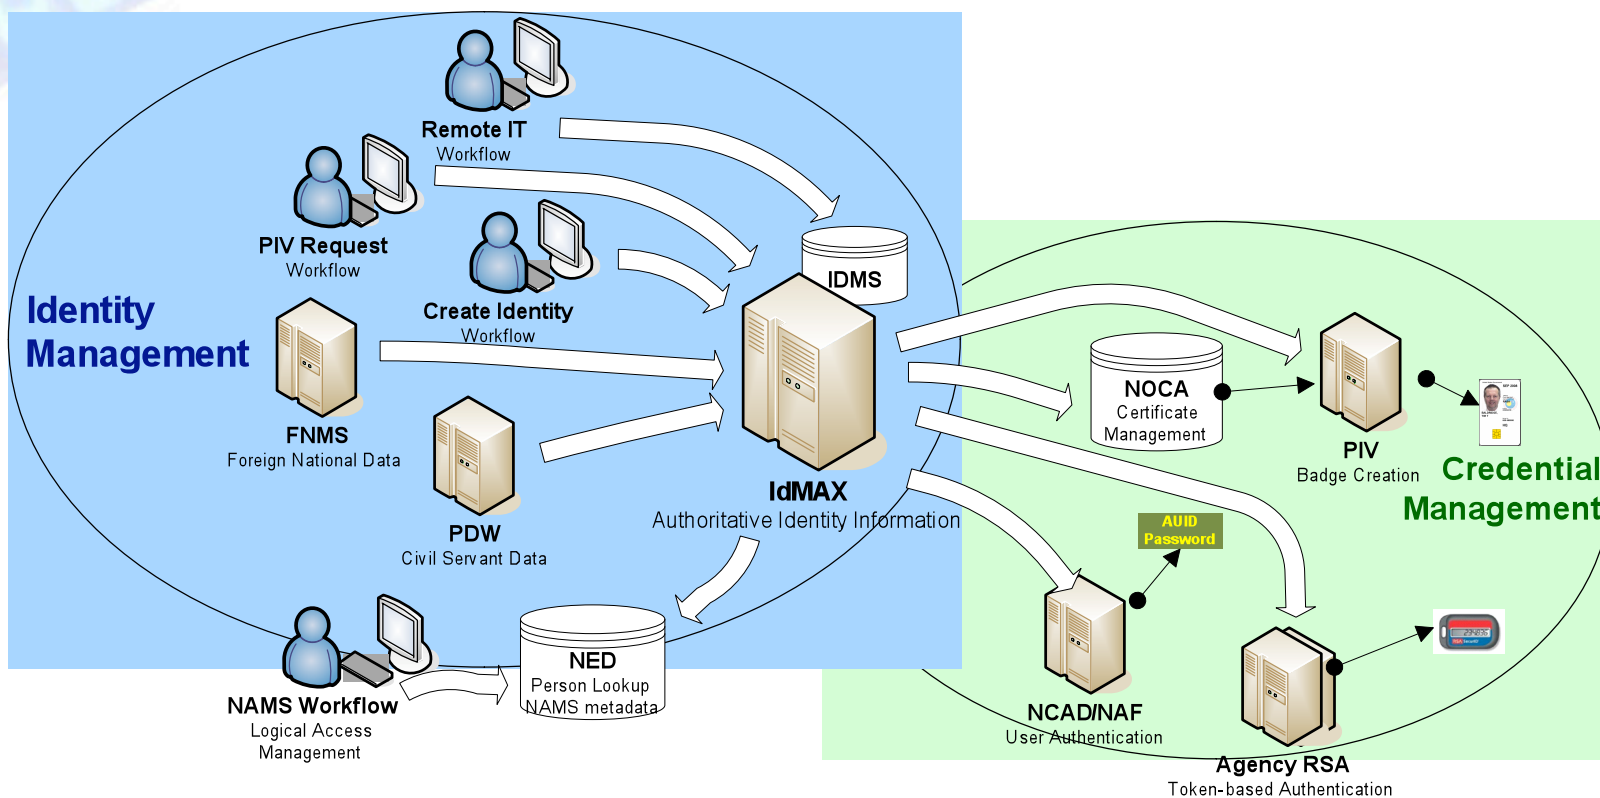 Remote IT
Workflow
PIV Request
Workflow
Create Identity
Workflow
IDMS
Identity
Management
FNMS
Foreign National Data
PDW
Civil Servant Data
IdMAX
Authoritative Identity Information
NAMS Workflow
Logical Access
Management
NED
Person Lookup
NAMS metadata
NOCA
Certificate
Management
PIV
Badge Creation
Credential
Management
AUID
Password
NCAD/NAF
User Authentication
Agency RSA
Token-based Authentication